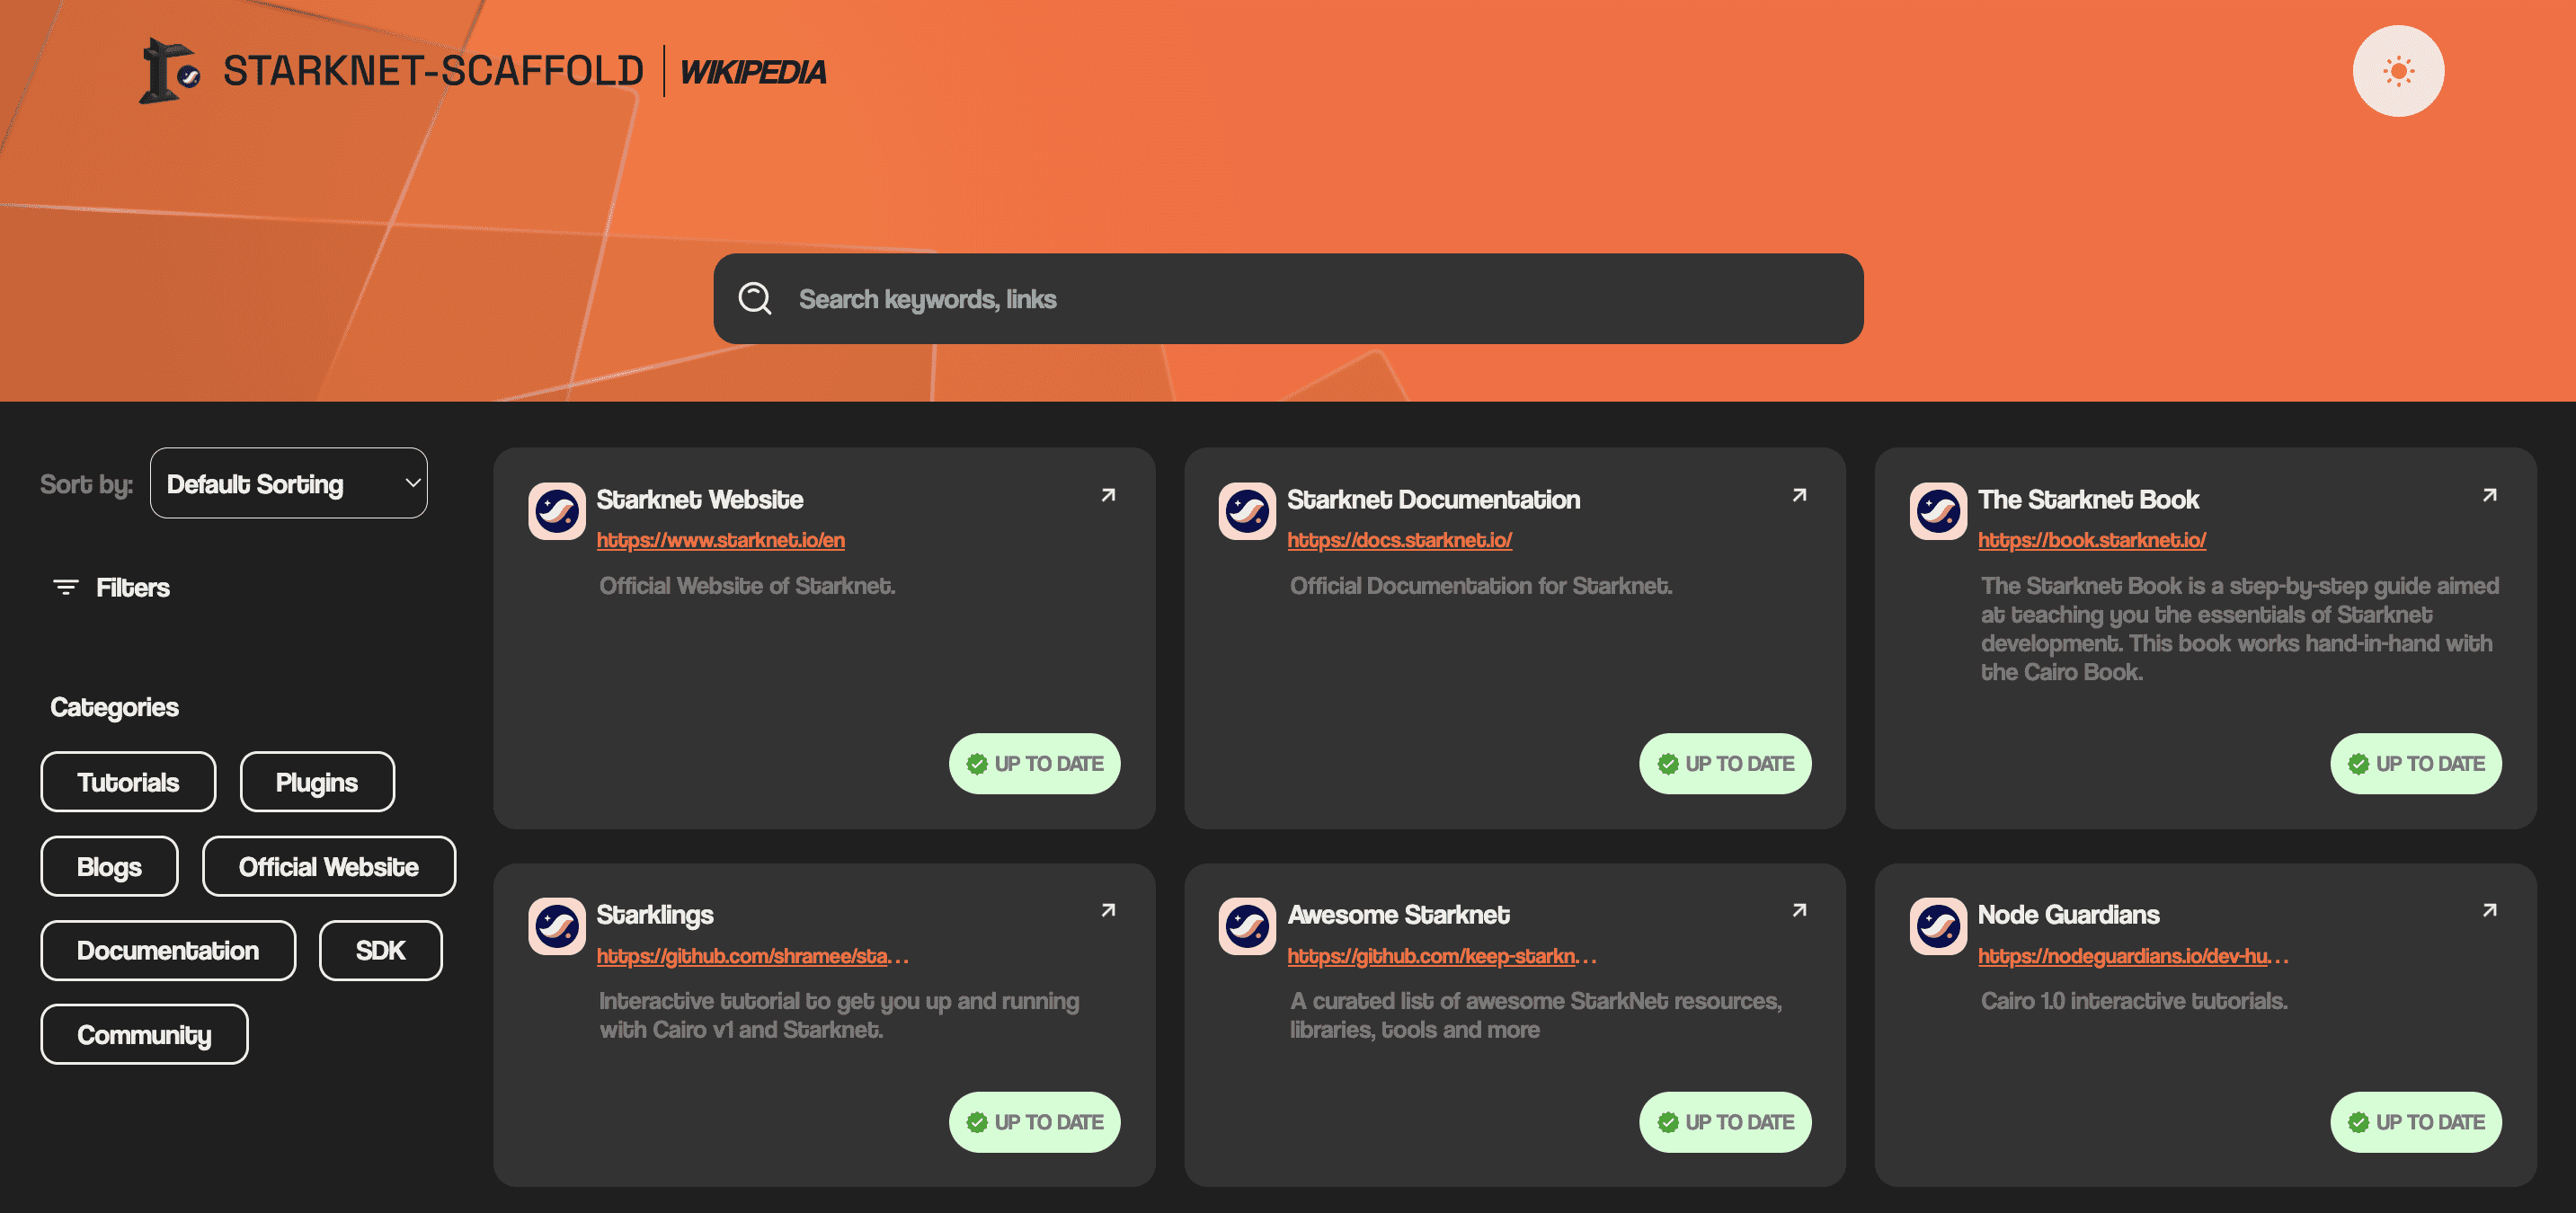 STARKNET-SCAFFOLD
WIKIPEDIA
Search keywords, links
Sort by:
Default Sorting
Filters
Categories
Tutorials
Plugins
Blogs
Official Website
Documentation
SDK
Community
Starknet Website
https://www.starknet.io/en
Official Website of Starknet.
UP TO DATE
Starknet Documentation
https://docs.starknet.io/
Official Documentation for Starknet.
UP TO DATE
The Starknet Book
https://book.starknet.io/
The Starknet Book is a step-by-step guide aimed
at teaching you the essentials of Starknet
development. This book works hand-in-hand with
the Cairo Book.
UP TO DATE
Starklings
https://github.com/shramee/sta...
Interactive tutorial to get you up and running
with Cairo v1 and Starknet.
UP TO DATE
Awesome Starknet
https://github.com/keep-starkn...
A curated list of awesome StarkNet resources,
libraries, tools and more
UP TO DATE
Node Guardians
https://nodeguardians.io/dev-hu...
Cairo 1.0 interactive tutorials.
UP TO DATE